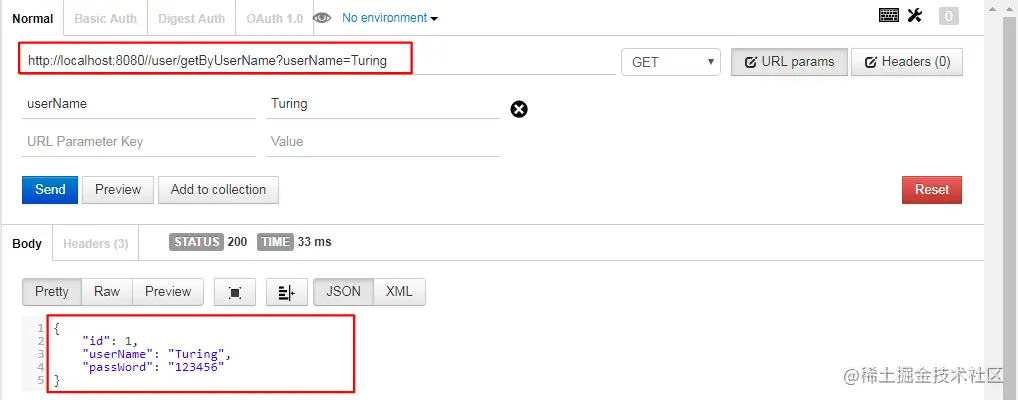 Normal Basic Auth Digest Auth OAuth 1.0 No environment 0
http://localhost:8080//user/getByUserName?userName=Turing GET URL params Headers (0)
userName Turing
URL Parameter Key Value
Send Preview Add to collection Reset
Body Headers (3) STATUS 200 TIME 33 ms
Pretty Raw Preview JSON XML
1 {
2 "id": 1,
3 "userName": "Turing",
4 "passWord": "123456"
5 }
@稀土掘金技术社区